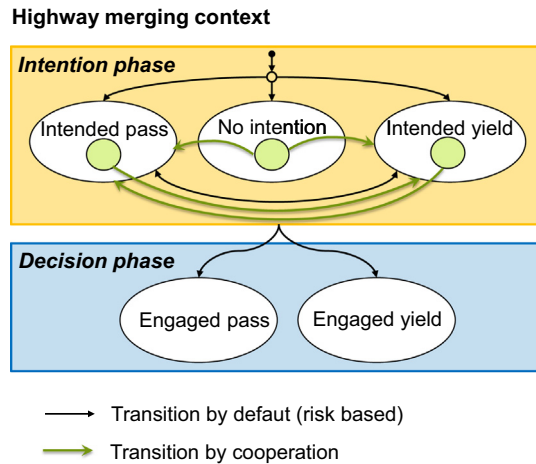 Highway merging context
Intention phase
Intended pass
No intention
Intended yield
Decision phase
Engaged pass
Engaged yield
Transition by defaut (risk based)
Transition by cooperation